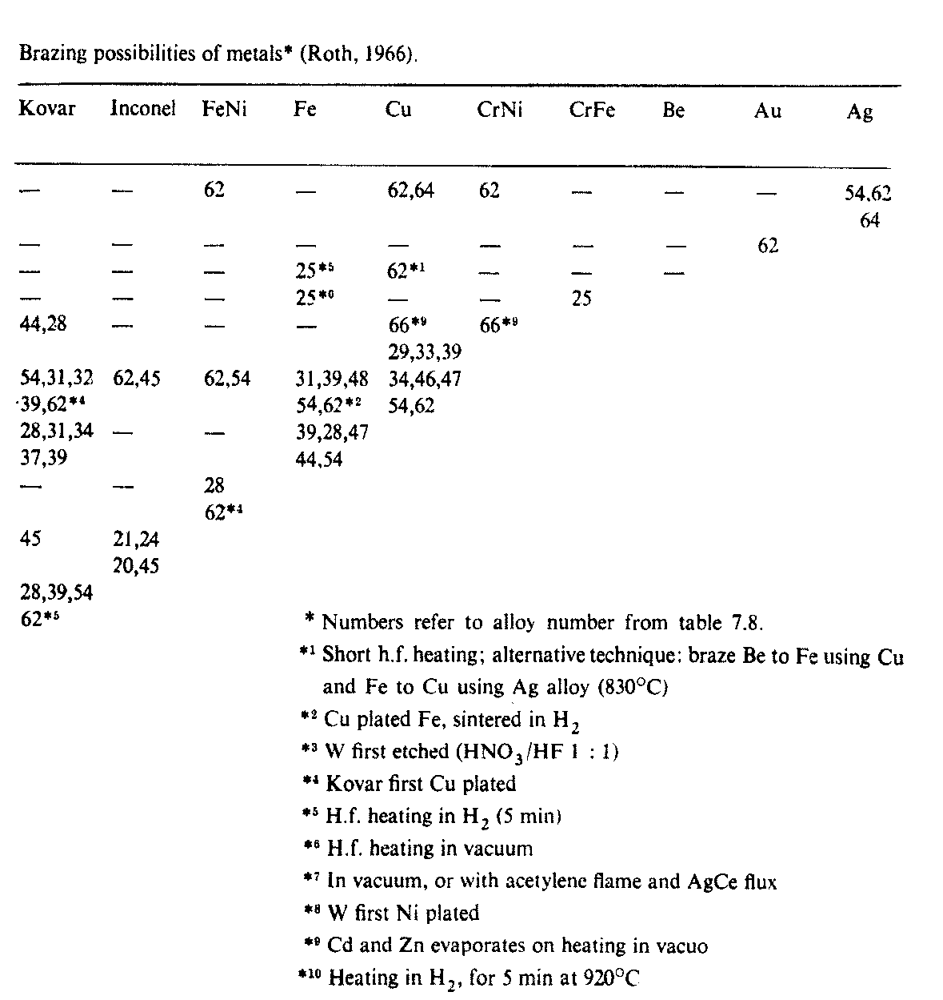 Brazing possibilities of metals* (Roth, 1966).
Kovar Inconel FeNi Fe Cu CrNi CrFe Be Au Ag
— — 62 — 62,64 62 — — — 54,62
64
— — — — — — — — 62
— — — 25*⁵ 62*¹ — — —
— — — 25*⁶ — — 25
44,28 — — — 66*⁹ 66*⁹
29,33,39
54,31,32 62,45 62,54 31,39,48 34,46,47
39,62*⁴ 54,62*² 54,62
28,31,34 — — 39,28,47
37,39 44,54
— — 28
62*⁴
45 21,24
20,45
28,39,54
62*⁵
* Numbers refer to alloy number from table 7.8.
*¹ Short h.f. heating; alternative technique: braze Be to Fe using Cu
and Fe to Cu using Ag alloy (830°C)
*² Cu plated Fe, sintered in H₂
*³ W first etched (HNO₃/HF 1 : 1)
*⁴ Kovar first Cu plated
*⁵ H.f. heating in H₂ (5 min)
*⁶ H.f. heating in vacuum
*⁷ In vacuum, or with acetylene flame and AgCe flux
*⁸ W first Ni plated
*⁹ Cd and Zn evaporates on heating in vacuo
*¹⁰ Heating in H₂, for 5 min at 920°C